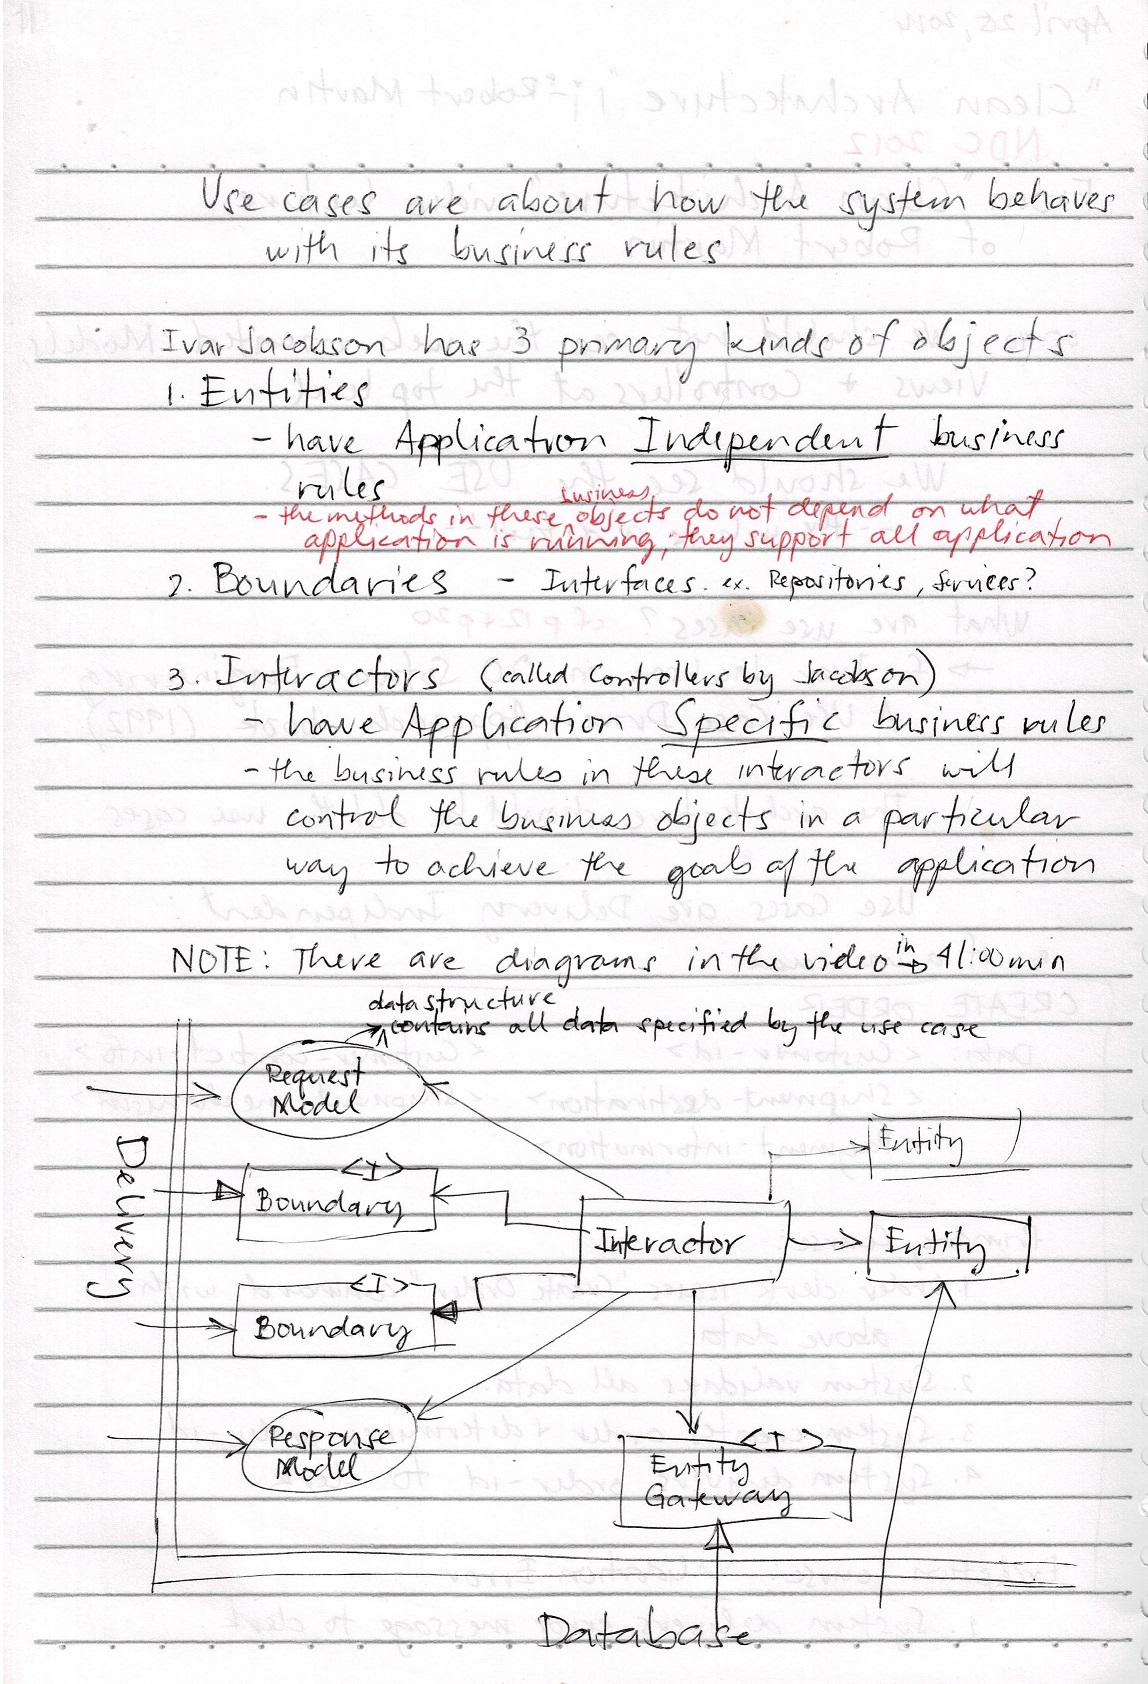 Use cases are about how the system behaves
with its business rules
Ivar Jacobson has 3 primary kinds of objects
1. Entities
- have Application Independent business
rules
- the methods in these business objects do not depend on what
application is running; they support all application
2. Boundaries - Interfaces. ex. Repositories, Services?
3. Interactors (called Controllers by Jacobson)
- have Application Specific business rules
- the business rules in these interactors will
control the business objects in a particular
way to achieve the goals of the application
NOTE: There are diagrams in the video in → 41:00 min
data structure
contains all data specified by the use case
Request
Model
Entity
Delivery
<I>
Boundary
Interactor
Entity
<I>
Boundary
Response
Model
<I>
Entity
Gateway
Database